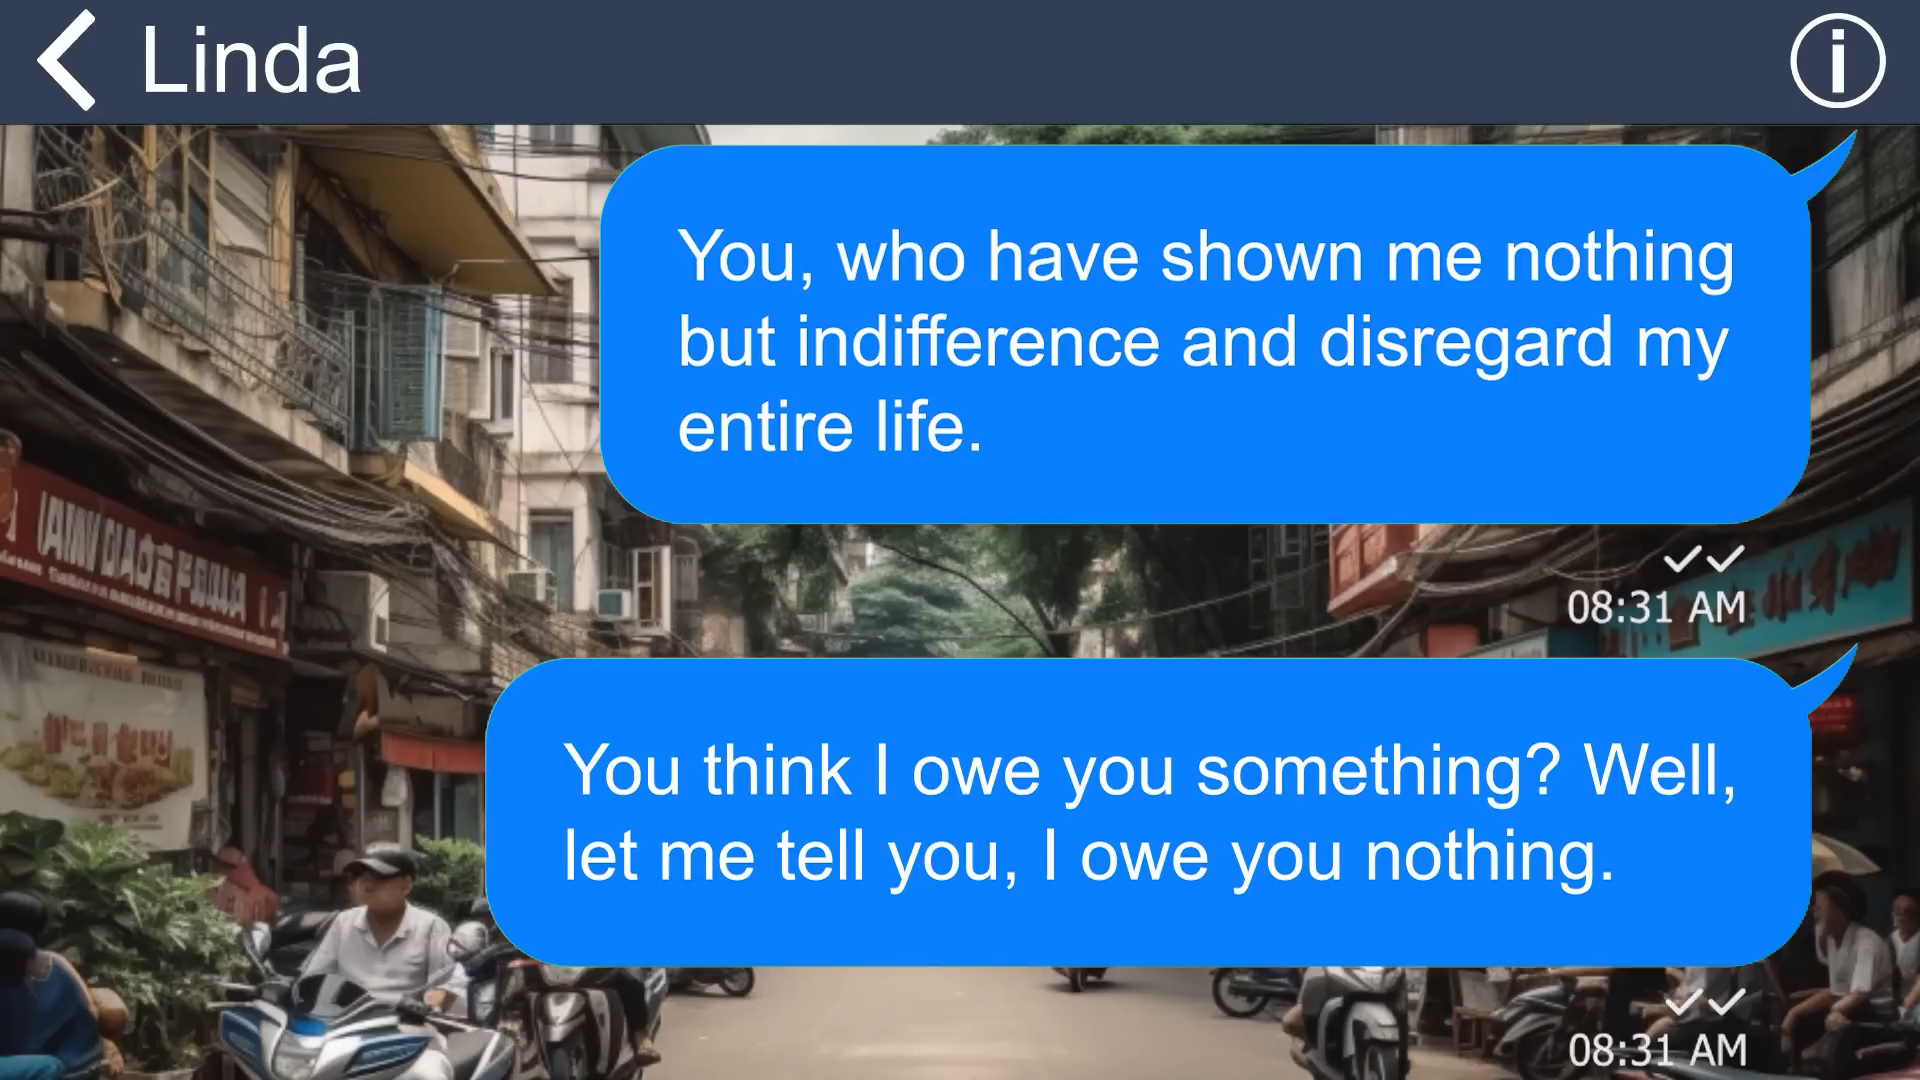 Linda
You, who have shown me nothing
but indifference and disregard my
entire life.
08:31 AM
You think I owe you something? Well,
let me tell you, I owe you nothing.
08:31 AM